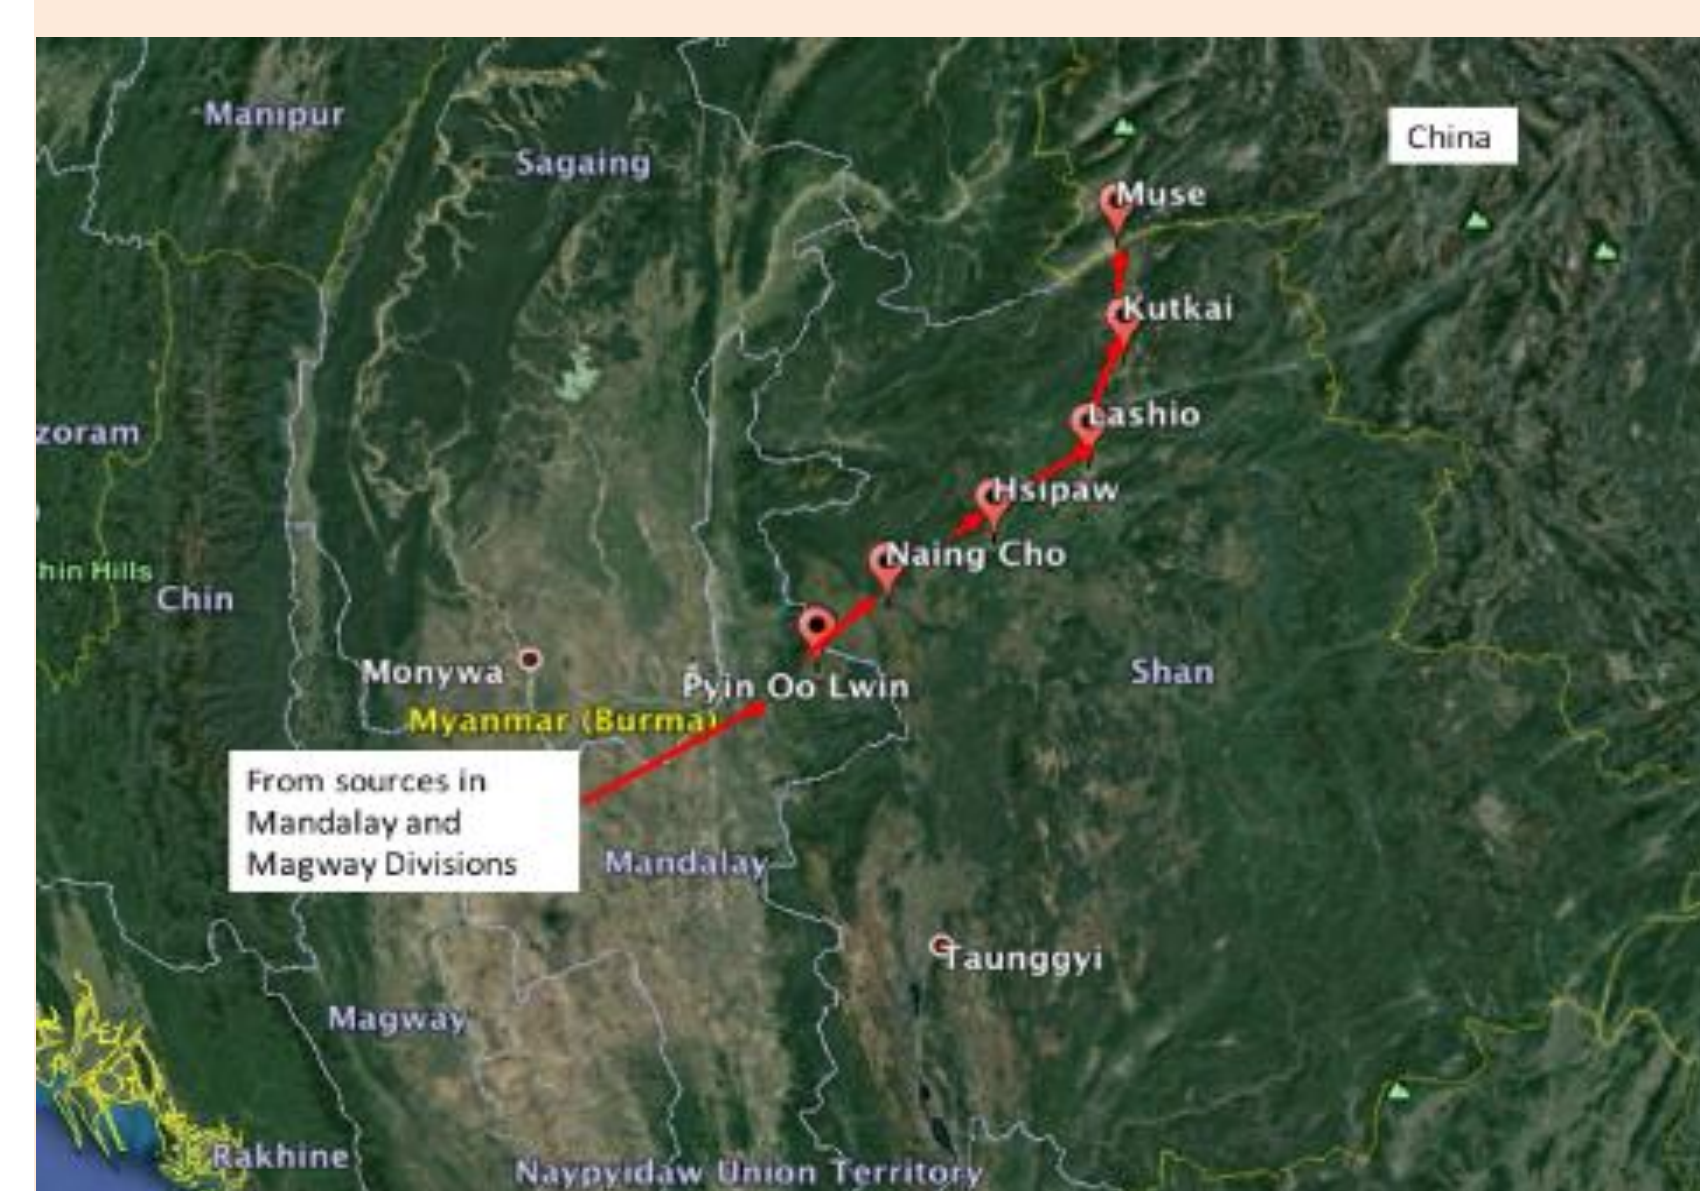 Manipur
China
Sagaing
Muse
Kutkai
Lashio
zoram
Hsipaw
Naing Cho
hin Hills
Chin
Monywa
Shan
Pyin Oo Lwin
Myanmar (Burma)
From sources in
Mandalay and
Magway Divisions
Mandalay
Taunggyi
Magway
Rakhine
Naypyidaw Union Territory